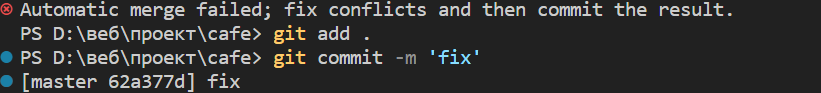 Automatic merge failed; fix conflicts and then commit the result.
PS D:\веб\проект\cafe> git add .
PS D:\веб\проект\cafe> git commit -m 'fix'
[master 62a377d] fix